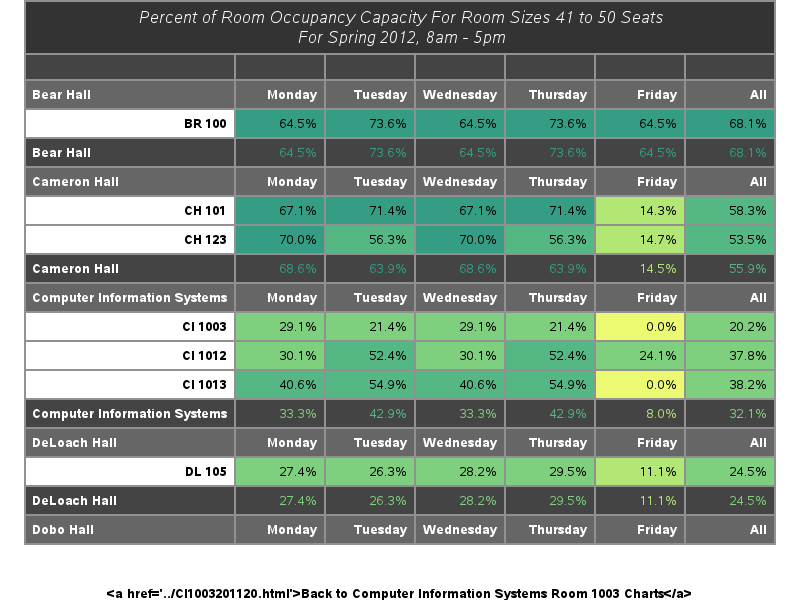 Percent of Room Occupancy Capacity For Room Sizes 41 to 50 Seats
For Spring 2012, 8am - 5pm
Bear Hall Monday Tuesday Wednesday Thursday Friday All
BR 100 64.5% 73.6% 64.5% 73.6% 64.5% 68.1%
Bear Hall 64.5% 73.6% 64.5% 73.6% 64.5% 68.1%
Cameron Hall Monday Tuesday Wednesday Thursday Friday All
CH 101 67.1% 71.4% 67.1% 71.4% 14.3% 58.3%
CH 123 70.0% 56.3% 70.0% 56.3% 14.7% 53.5%
Cameron Hall 68.6% 63.9% 68.6% 63.9% 14.5% 55.9%
Computer Information Systems Monday Tuesday Wednesday Thursday Friday All
CI 1003 29.1% 21.4% 29.1% 21.4% 0.0% 20.2%
CI 1012 30.1% 52.4% 30.1% 52.4% 24.1% 37.8%
CI 1013 40.6% 54.9% 40.6% 54.9% 0.0% 38.2%
Computer Information Systems 33.3% 42.9% 33.3% 42.9% 8.0% 32.1%
DeLoach Hall Monday Tuesday Wednesday Thursday Friday All
DL 105 27.4% 26.3% 28.2% 29.5% 11.1% 24.5%
DeLoach Hall 27.4% 26.3% 28.2% 29.5% 11.1% 24.5%
Dobo Hall Monday Tuesday Wednesday Thursday Friday All
&lt;a href='../CI1003201120.html'&gt;Back to Computer Information Systems Room 1003 Charts&lt;/a&gt;